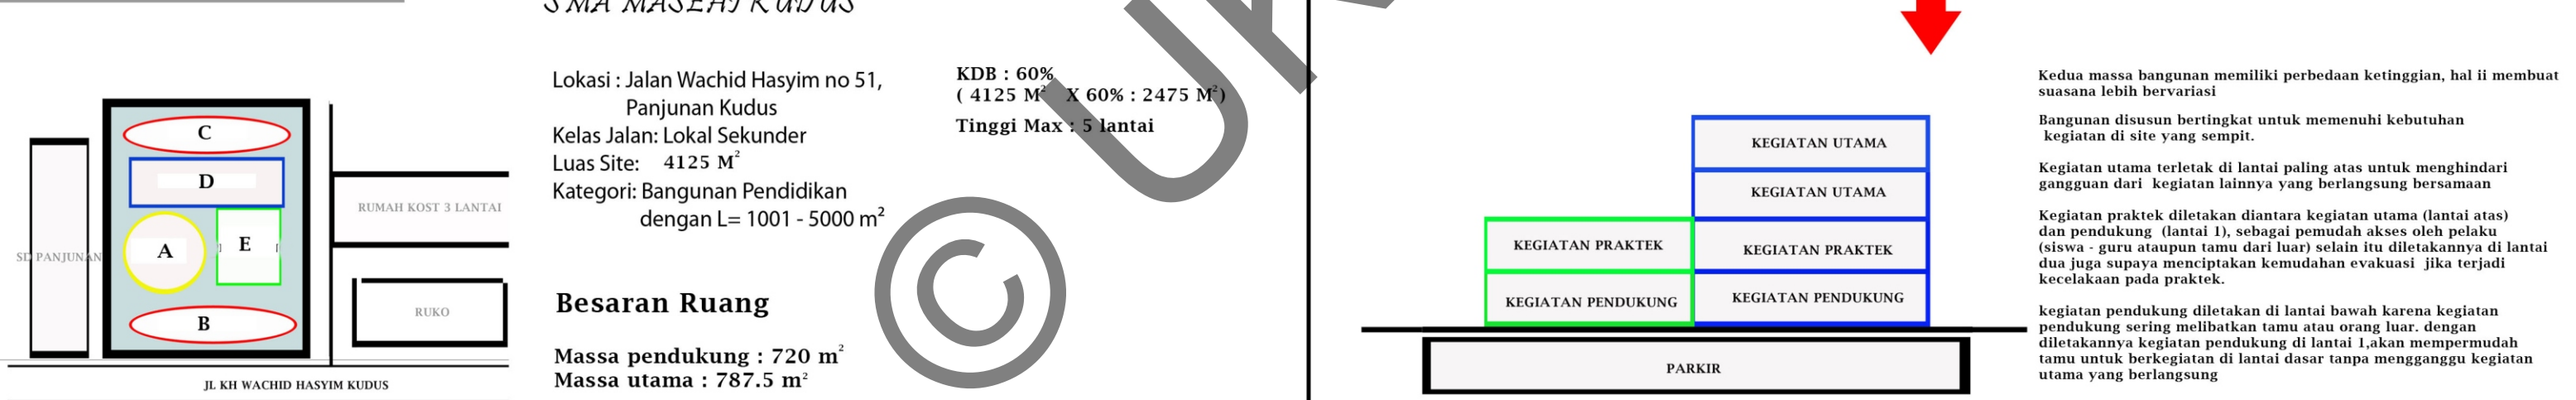 SMA MASEHI KUDUS
C
D
A
E
B
SD PANJUNAN
RUMAH KOST 3 LANTAI
RUKO
JL KH WACHID HASYIM KUDUS
Lokasi : Jalan Wachid Hasyim no 51,
Panjunan Kudus
Kelas Jalan: Lokal Sekunder
Luas Site: 4125 M²
Kategori: Bangunan Pendidikan
dengan L= 1001 - 5000 m²
KDB : 60%
( 4125 M² X 60% : 2475 M²)
Tinggi Max : 5 lantai
Besaran Ruang
Massa pendukung : 720 m²
Massa utama : 787.5 m²
©
KEGIATAN UTAMA
KEGIATAN UTAMA
KEGIATAN PRAKTEK
KEGIATAN PRAKTEK
KEGIATAN PENDUKUNG
KEGIATAN PENDUKUNG
PARKIR
Kedua massa bangunan memiliki perbedaan ketinggian, hal ii membuat
suasana lebih bervariasi
Bangunan disusun bertingkat untuk memenuhi kebutuhan
kegiatan di site yang sempit.
Kegiatan utama terletak di lantai paling atas untuk menghindari
gangguan dari kegiatan lainnya yang berlangsung bersamaan
Kegiatan praktek diletakan diantara kegiatan utama (lantai atas)
dan pendukung (lantai 1), sebagai pemudah akses oleh pelaku
(siswa - guru ataupun tamu dari luar) selain itu diletakannya di lantai
dua juga supaya menciptakan kemudahan evakuasi jika terjadi
kecelakaan pada praktek.
kegiatan pendukung diletakan di lantai bawah karena kegiatan
pendukung sering melibatkan tamu atau orang luar. dengan
diletakannya kegiatan pendukung di lantai 1,akan mempermudah
tamu untuk berkegiatan di lantai dasar tanpa mengganggu kegiatan
utama yang berlangsung